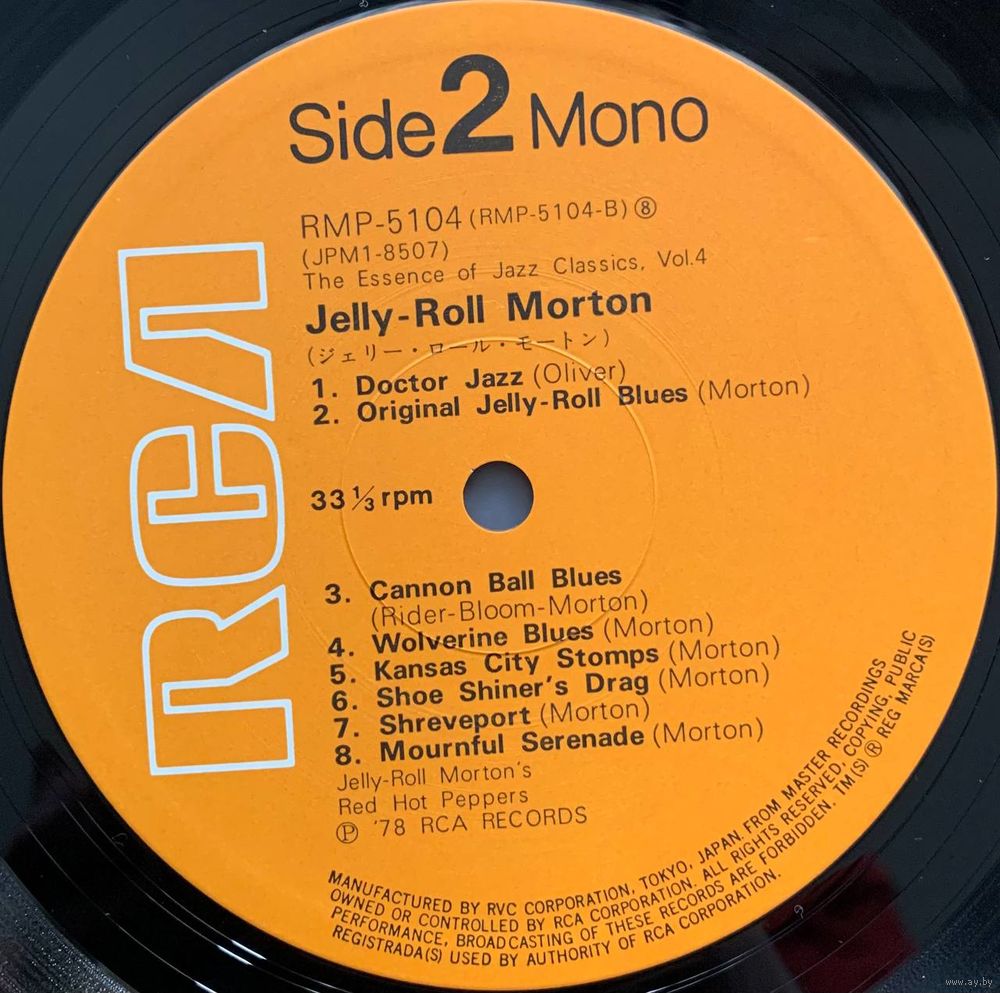 Side 2 Mono
RMP-5104 (RMP-5104-B) ⑧
(JPM1-8507)
The Essence of Jazz Classics, Vol.4
Jelly-Roll Morton
(ジェリー・ロール・モートン)
1. Doctor Jazz (Oliver)
2. Original Jelly-Roll Blues (Morton)
33 1/3 rpm
3. Cannon Ball Blues
(Rider-Bloom-Morton)
4. Wolverine Blues (Morton)
5. Kansas City Stomps (Morton)
6. Shoe Shiner's Drag (Morton)
7. Shreveport (Morton)
8. Mournful Serenade (Morton)
Jelly-Roll Morton's
Red Hot Peppers
Ⓟ '78 RCA RECORDS
RCA
MANUFACTURED BY RVC CORPORATION, TOKYO, JAPAN. FROM MASTER RECORDINGS
OWNED OR CONTROLLED BY RCA CORPORATION. ALL RIGHTS RESERVED, COPYING, PUBLIC
PERFORMANCE, BROADCASTING OF THESE RECORDS ARE FORBIDDEN. TM(S) ® REG MARCA(S)
REGISTRADA(S) USED BY AUTHORITY OF RCA CORPORATION.
www.ay.by